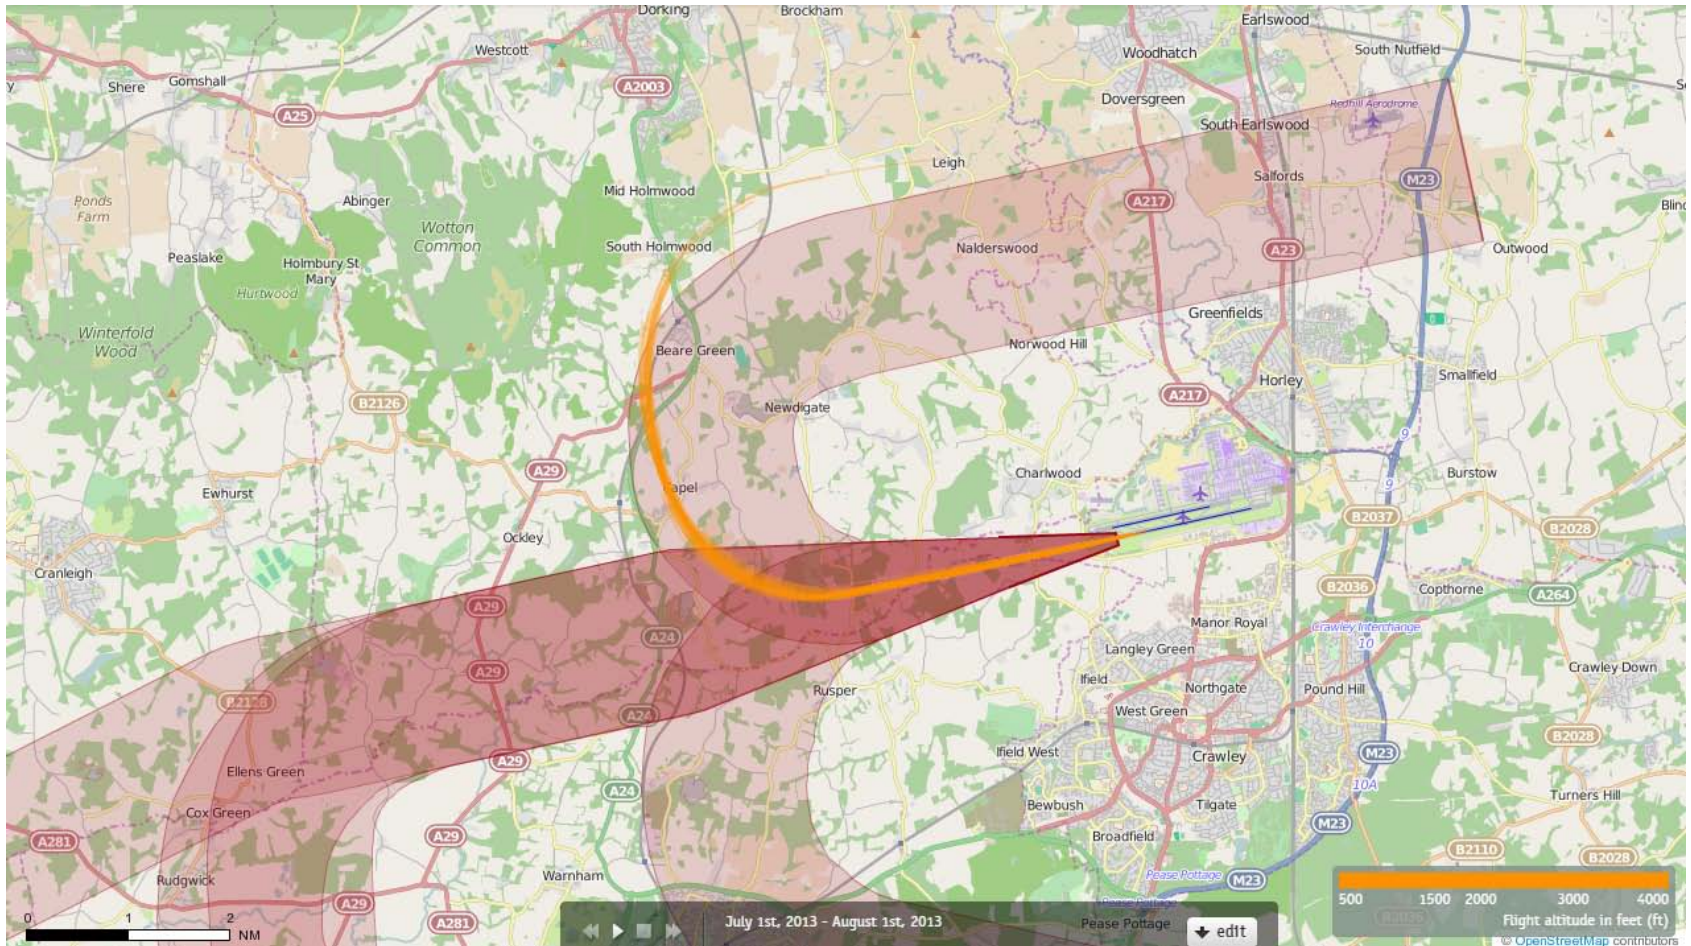 Dorking
Brockham
Earlswood
Westcott
Woodhatch
South Nutfield
Shere
Gomshall
A2003
A25
Doversgreen
Redhill Aerodrome
South Earlswood
Leigh
Mid Holmwood
Salfords
M23
Ponds
Farm
Abinger
A217
Wotton
Common
South Holmwood
Nalderswood
A23
Outwood
Peaslake
Holmbury St
Mary
Hurtwood
Greenfields
Winterfold
Wood
Beare Green
Norwood Hill
Horley
Smallfield
B2126
Newdigate
A217
9
A29
Charlwood
Burstow
9
Ewhurst
B2037
B2028
Ockley
Cranleigh
B2036
Copthorne
A264
A29
A24
Manor Royal
Crawley Interchange
10
Langley Green
Crawley Down
A29
Ifield
Northgate
Pound Hill
Rusper
West Green
A24
B2028
Ifield West
Crawley
M23
A29
Ellens Green
10A
A24
Bewbush
Tilgate
Turners Hill
Cox Green
A281
A29
Broadfield
M23
B2110
B2028
Rudgwick
Warnham
Pease Pottage
M23
A29
A281
Pease Pottage
Pease Pottage
0 1 2 NM
July 1st, 2013 - August 1st, 2013
edit
500 1500 2000 3000 4000
Flight altitude in feet (ft)
© OpenStreetMap contributors